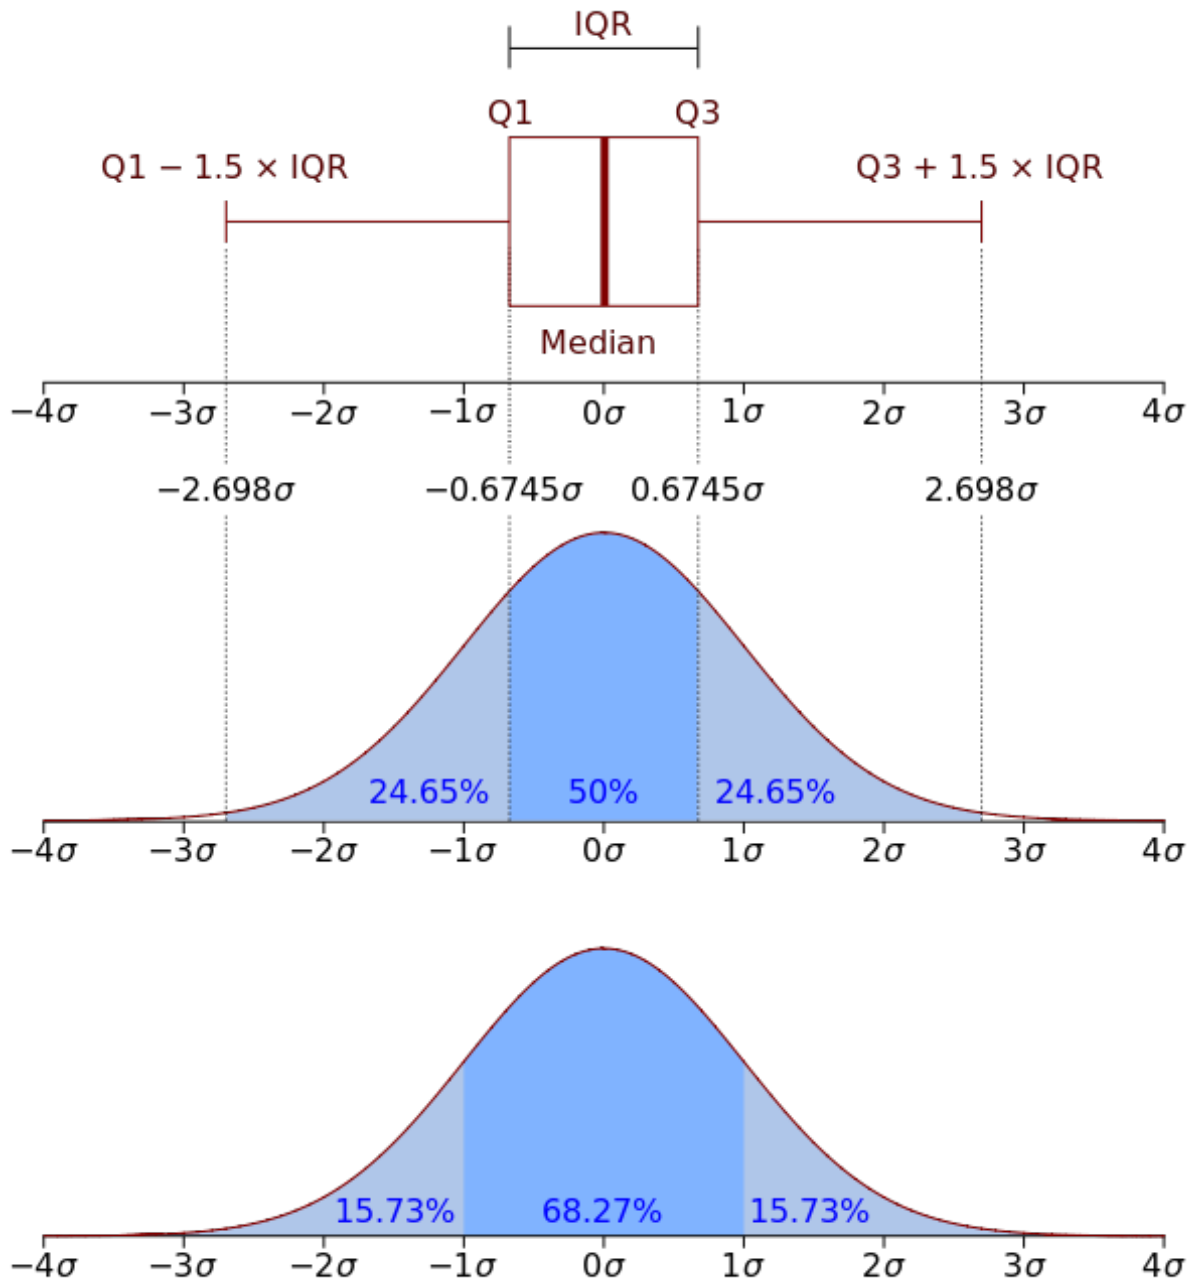 IQR
Q1 Q3
Q1 − 1.5 × IQR Q3 + 1.5 × IQR
Median
−4σ −3σ −2σ −1σ 0σ 1σ 2σ 3σ 4σ
−2.698σ −0.6745σ 0.6745σ 2.698σ
24.65% 50% 24.65%
−4σ −3σ −2σ −1σ 0σ 1σ 2σ 3σ 4σ
15.73% 68.27% 15.73%
−4σ −3σ −2σ −1σ 0σ 1σ 2σ 3σ 4σ